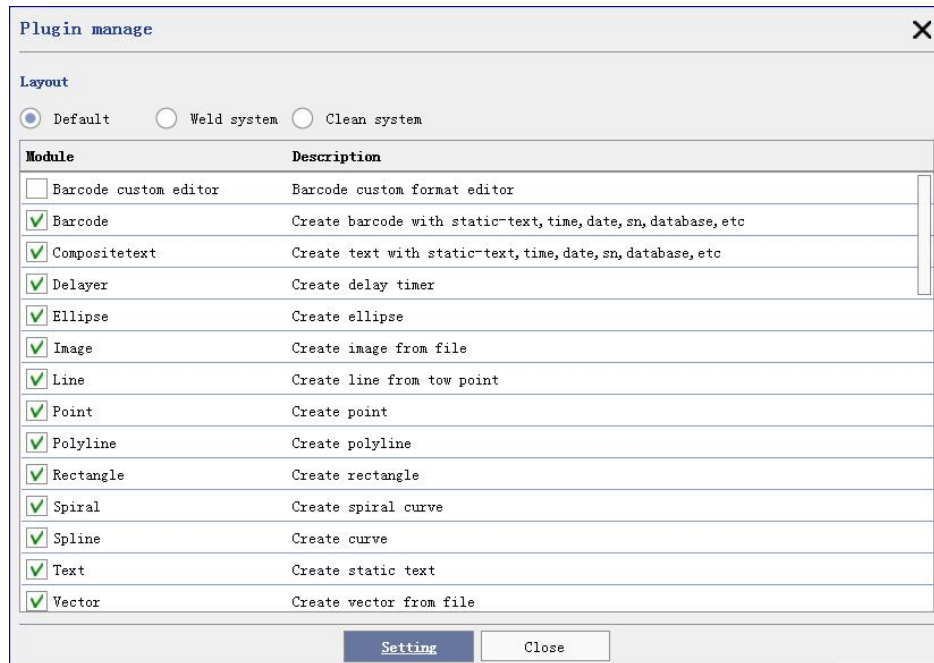 Plugin manage
Layout
Default Weld system Clean system
Module Description
Barcode custom editor Barcode custom format editor
Barcode Create barcode with static-text,time,date,sn,database,etc
Compositetext Create text with static-text,time,date,sn,database,etc
Delayer Create delay timer
Ellipse Create ellipse
Image Create image from file
Line Create line from tow point
Point Create point
Polyline Create polyline
Rectangle Create rectangle
Spiral Create spiral curve
Spline Create curve
Text Create static text
Vector Create vector from file
Setting Close